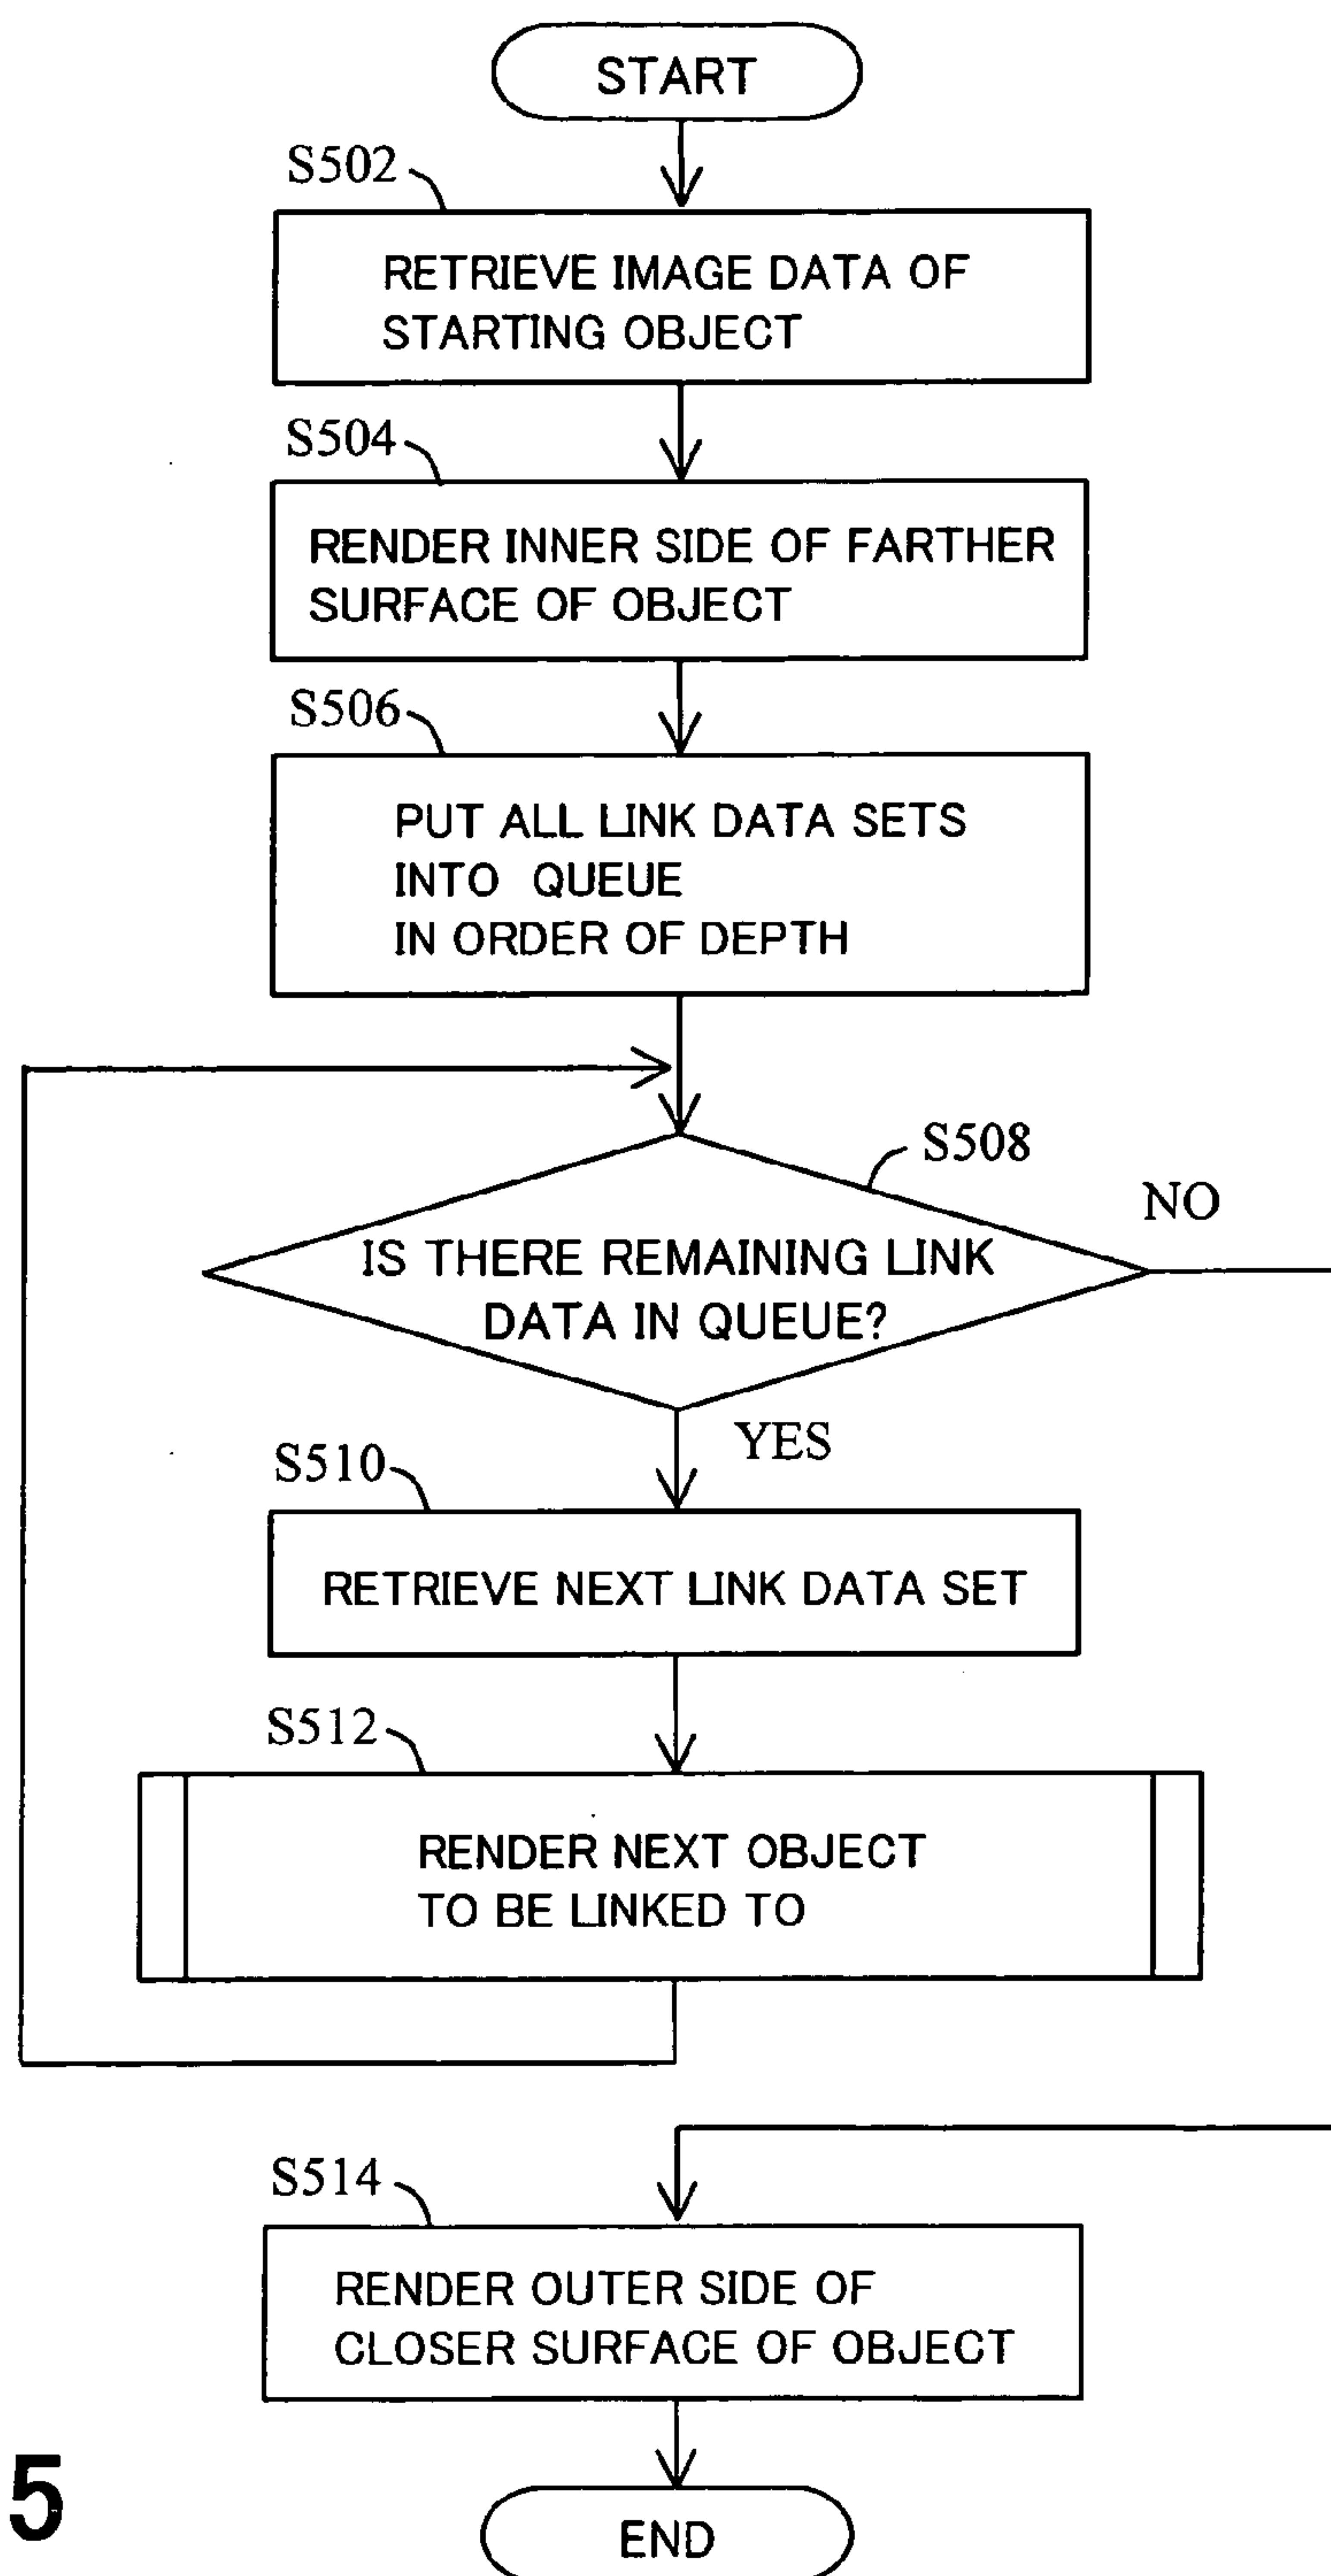 START
S502
RETRIEVE IMAGE DATA OF
STARTING OBJECT
S504
RENDER INNER SIDE OF FARTHER
SURFACE OF OBJECT
S506
PUT ALL LINK DATA SETS
INTO QUEUE
IN ORDER OF DEPTH
S508
NO
IS THERE REMAINING LINK
DATA IN QUEUE?
YES
S510
RETRIEVE NEXT LINK DATA SET
S512
RENDER NEXT OBJECT
TO BE LINKED TO
S514
RENDER OUTER SIDE OF
CLOSER SURFACE OF OBJECT
5
END